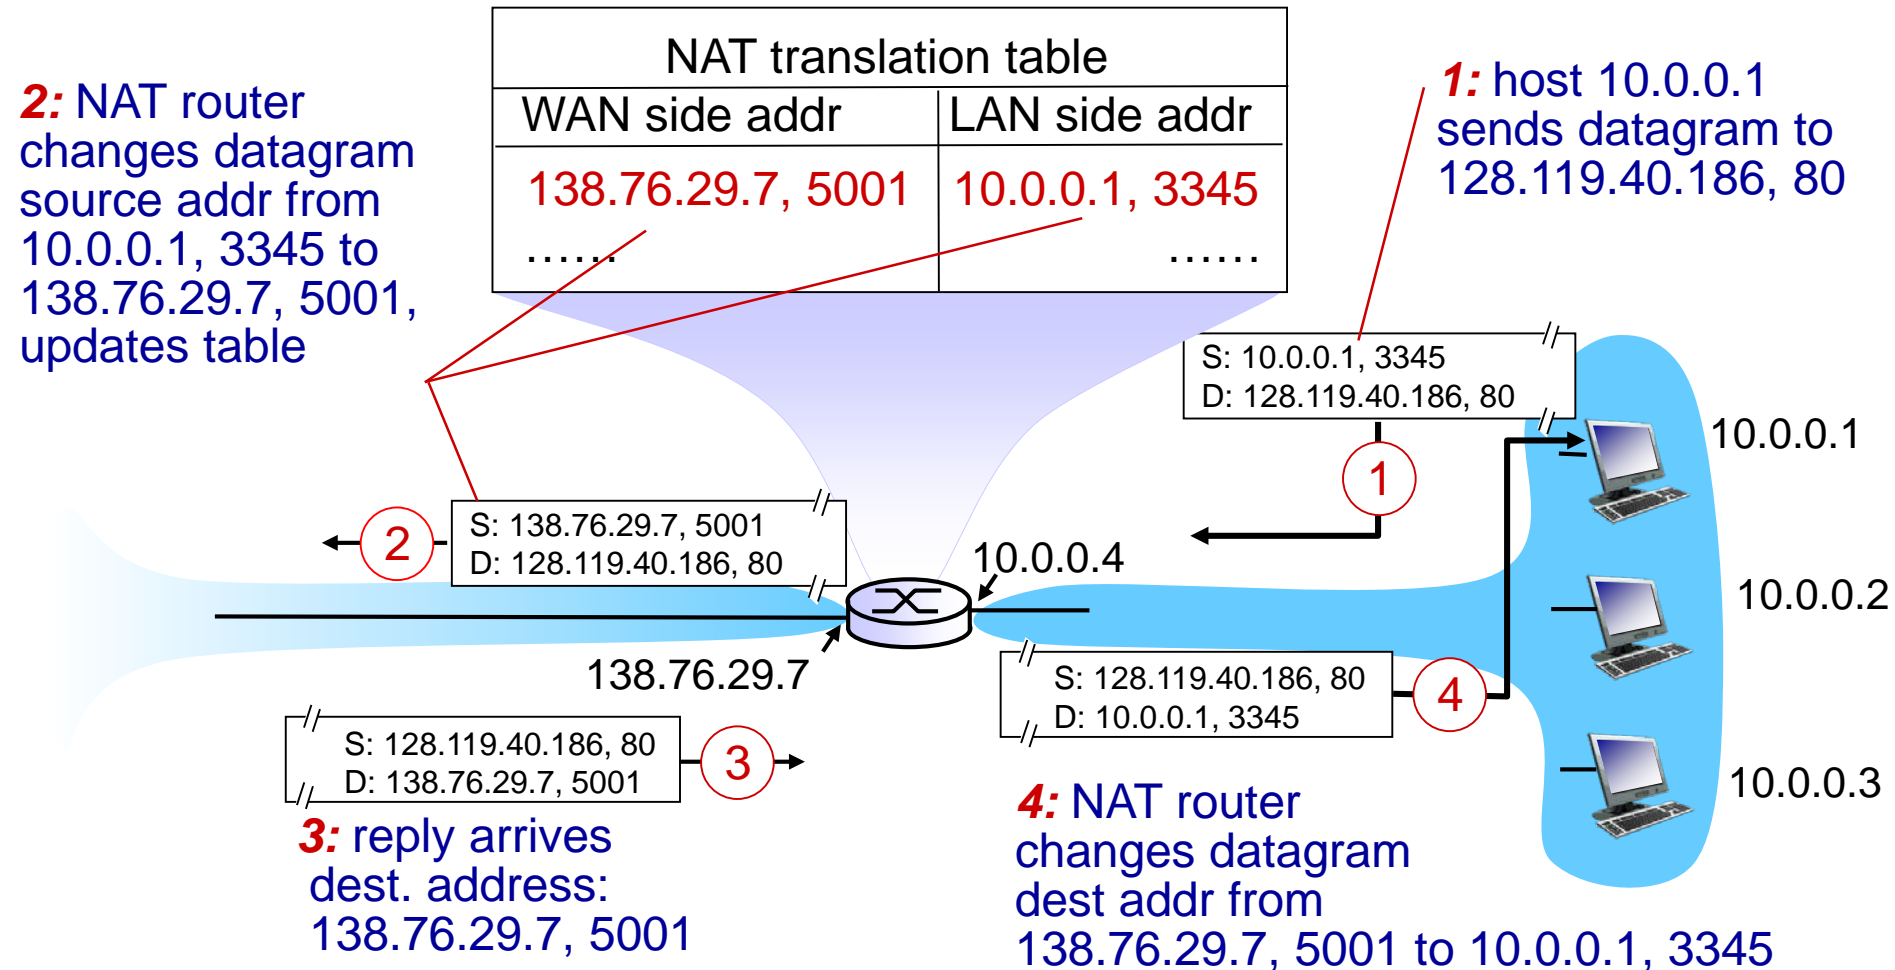 NAT translation table
WAN side addr LAN side addr
138.76.29.7, 5001 10.0.0.1, 3345
...... ......
2: NAT router
changes datagram
source addr from
10.0.0.1, 3345 to
138.76.29.7, 5001,
updates table
1: host 10.0.0.1
sends datagram to
128.119.40.186, 80
S: 10.0.0.1, 3345
D: 128.119.40.186, 80
1
10.0.0.1
S: 138.76.29.7, 5001
D: 128.119.40.186, 80
2
10.0.0.4
10.0.0.2
138.76.29.7
S: 128.119.40.186, 80
D: 10.0.0.1, 3345
4
S: 128.119.40.186, 80
D: 138.76.29.7, 5001
3
10.0.0.3
3: reply arrives
dest. address:
138.76.29.7, 5001
4: NAT router
changes datagram
dest addr from
138.76.29.7, 5001 to 10.0.0.1, 3345